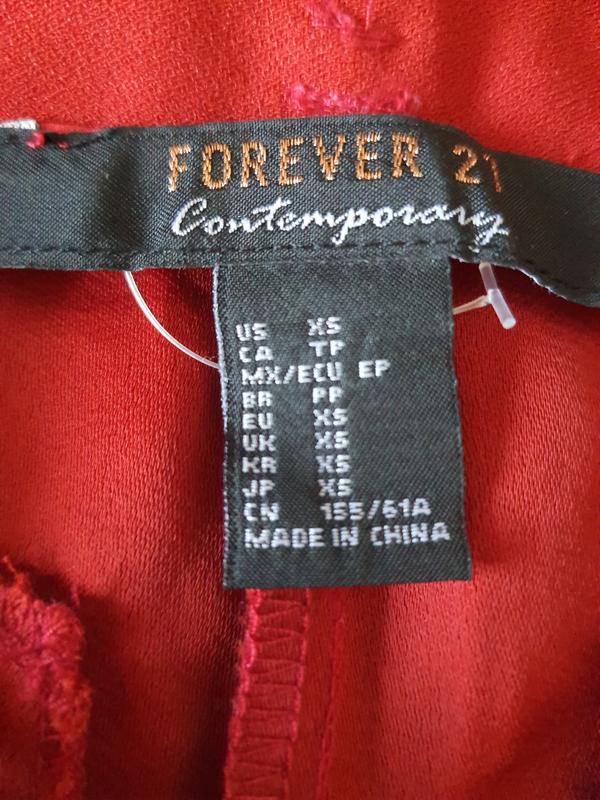 FOREVER 21
Contemporary
US XS
CA TP
MX/ECU EP
BR PP
EU XS
UK XS
KR XS
JP XS
CN 155/61A
MADE IN CHINA